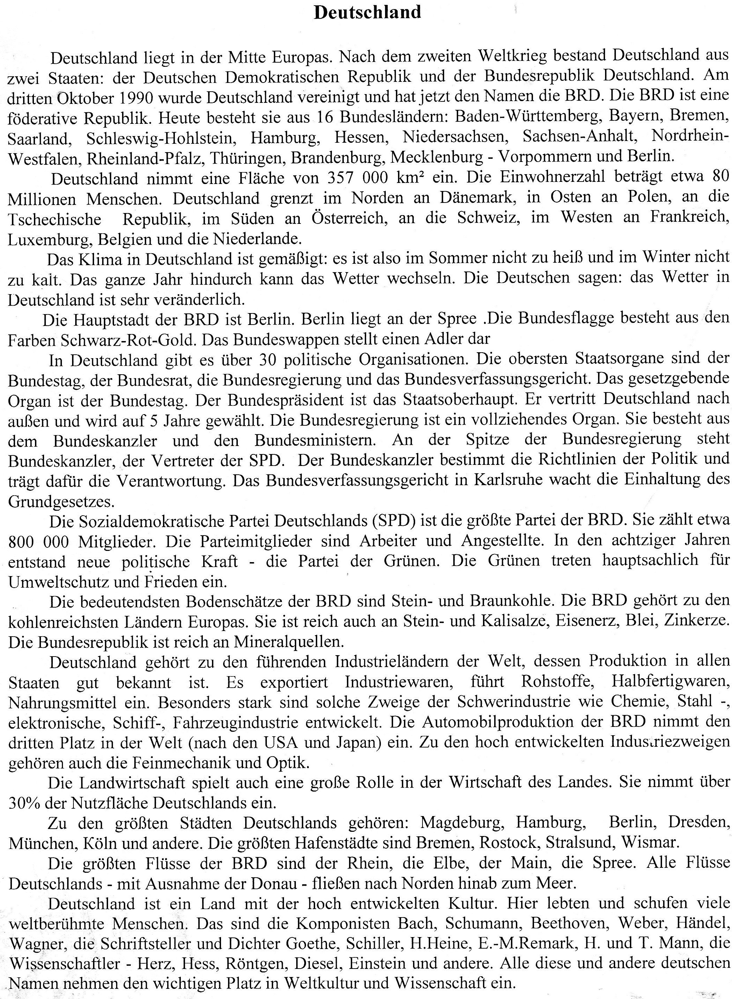 Deutschland
Deutschland liegt in der Mitte Europas. Nach dem zweiten Weltkrieg bestand Deutschland aus
zwei Staaten: der Deutschen Demokratischen Republik und der Bundesrepublik Deutschland. Am
dritten Oktober 1990 wurde Deutschland vereinigt und hat jetzt den Namen die BRD. Die BRD ist eine
föderative Republik. Heute besteht sie aus 16 Bundesländern: Baden-Württemberg, Bayern, Bremen,
Saarland, Schleswig-Hohlstein, Hamburg, Hessen, Niedersachsen, Sachsen-Anhalt, Nordrhein-
Westfalen, Rheinland-Pfalz, Thüringen, Brandenburg, Mecklenburg - Vorpommern und Berlin.
Deutschland nimmt eine Fläche von 357 000 km² ein. Die Einwohnerzahl beträgt etwa 80
Millionen Menschen. Deutschland grenzt im Norden an Dänemark, in Osten an Polen, an die
Tschechische Republik, im Süden an Österreich, an die Schweiz, im Westen an Frankreich,
Luxemburg, Belgien und die Niederlande.
Das Klima in Deutschland ist gemäßigt: es ist also im Sommer nicht zu heiß und im Winter nicht
zu kalt. Das ganze Jahr hindurch kann das Wetter wechseln. Die Deutschen sagen: das Wetter in
Deutschland ist sehr veränderlich.
Die Hauptstadt der BRD ist Berlin. Berlin liegt an der Spree .Die Bundesflagge besteht aus den
Farben Schwarz-Rot-Gold. Das Bundeswappen stellt einen Adler dar
In Deutschland gibt es über 30 politische Organisationen. Die obersten Staatsorgane sind der
Bundestag, der Bundesrat, die Bundesregierung und das Bundesverfassungsgericht. Das gesetzgebende
Organ ist der Bundestag. Der Bundespräsident ist das Staatsoberhaupt. Er vertritt Deutschland nach
außen und wird auf 5 Jahre gewählt. Die Bundesregierung ist ein vollziehendes Organ. Sie besteht aus
dem Bundeskanzler und den Bundesministern. An der Spitze der Bundesregierung steht
Bundeskanzler, der Vertreter der SPD. Der Bundeskanzler bestimmt die Richtlinien der Politik und
trägt dafür die Verantwortung. Das Bundesverfassungsgericht in Karlsruhe wacht die Einhaltung des
Grundgesetzes.
Die Sozialdemokratische Partei Deutschlands (SPD) ist die größte Partei der BRD. Sie zählt etwa
800 000 Mitglieder. Die Parteimitglieder sind Arbeiter und Angestellte. In den achtziger Jahren
entstand neue politische Kraft - die Partei der Grünen. Die Grünen treten hauptsachlich für
Umweltschutz und Frieden ein.
Die bedeutendsten Bodenschätze der BRD sind Stein- und Braunkohle. Die BRD gehört zu den
kohlenreichsten Ländern Europas. Sie ist reich auch an Stein- und Kalisalze, Eisenerz, Blei, Zinkerze.
Die Bundesrepublik ist reich an Mineralquellen.
Deutschland gehört zu den führenden Industrieländern der Welt, dessen Produktion in allen
Staaten gut bekannt ist. Es exportiert Industriewaren, führt Rohstoffe, Halbfertigwaren,
Nahrungsmittel ein. Besonders stark sind solche Zweige der Schwerindustrie wie Chemie, Stahl -,
elektronische, Schiff-, Fahrzeugindustrie entwickelt. Die Automobilproduktion der BRD nimmt den
dritten Platz in der Welt (nach den USA und Japan) ein. Zu den hoch entwickelten Industriezweigen
gehören auch die Feinmechanik und Optik.
Die Landwirtschaft spielt auch eine große Rolle in der Wirtschaft des Landes. Sie nimmt über
30% der Nutzfläche Deutschlands ein.
Zu den größten Städten Deutschlands gehören: Magdeburg, Hamburg, Berlin, Dresden,
München, Köln und andere. Die größten Hafenstädte sind Bremen, Rostock, Stralsund, Wismar.
Die größten Flüsse der BRD sind der Rhein, die Elbe, der Main, die Spree. Alle Flüsse
Deutschlands - mit Ausnahme der Donau - fließen nach Norden hinab zum Meer.
Deutschland ist ein Land mit der hoch entwickelten Kultur. Hier lebten und schufen viele
weltberühmte Menschen. Das sind die Komponisten Bach, Schumann, Beethoven, Weber, Händel,
Wagner, die Schriftsteller und Dichter Goethe, Schiller, H.Heine, E.-M.Remark, H. und T. Mann, die
Wissenschaftler - Herz, Hess, Röntgen, Diesel, Einstein und andere. Alle diese und andere deutschen
Namen nehmen den wichtigen Platz in Weltkultur und Wissenschaft ein.